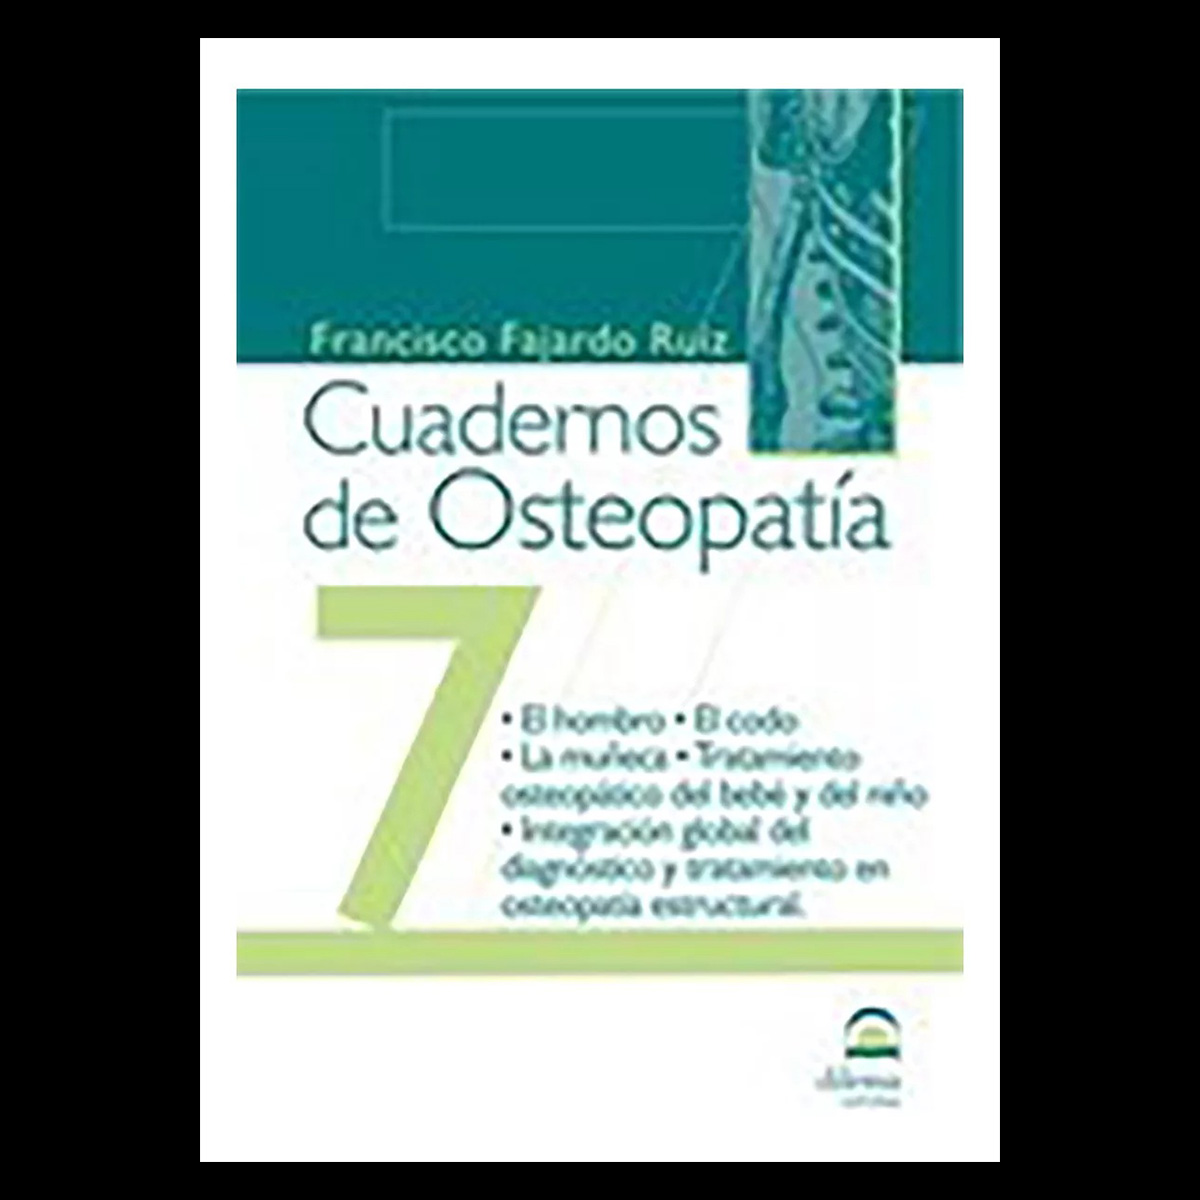 Francisco Fajardo Ruiz
Cuadernos
de Osteopatía
7
• El hombro • El codo
• La muñeca • Tratamiento
osteopático del bebé y del niño
• Integración global del
diagnóstico y tratamiento en
osteopatía estructural.
dilema